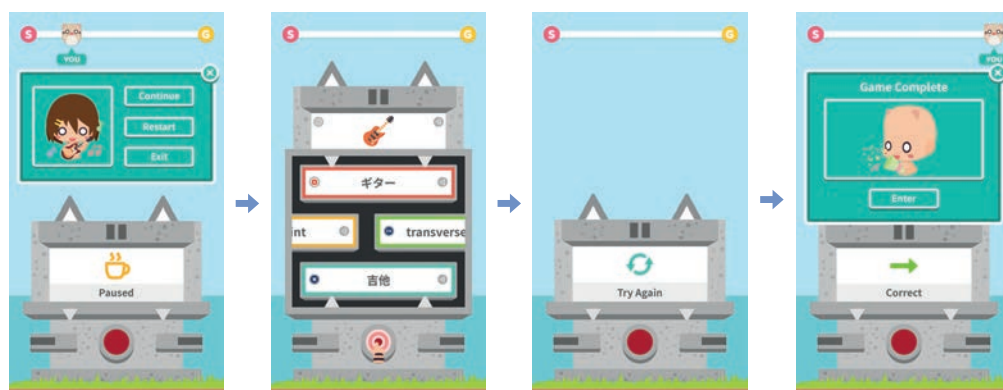 S
G
YOU
Continue
Restart
Exit
Paused
S
G
ギター
int
transverse
吉他
S
G
Try Again
S
YOU
Game Complete
Enter
Correct